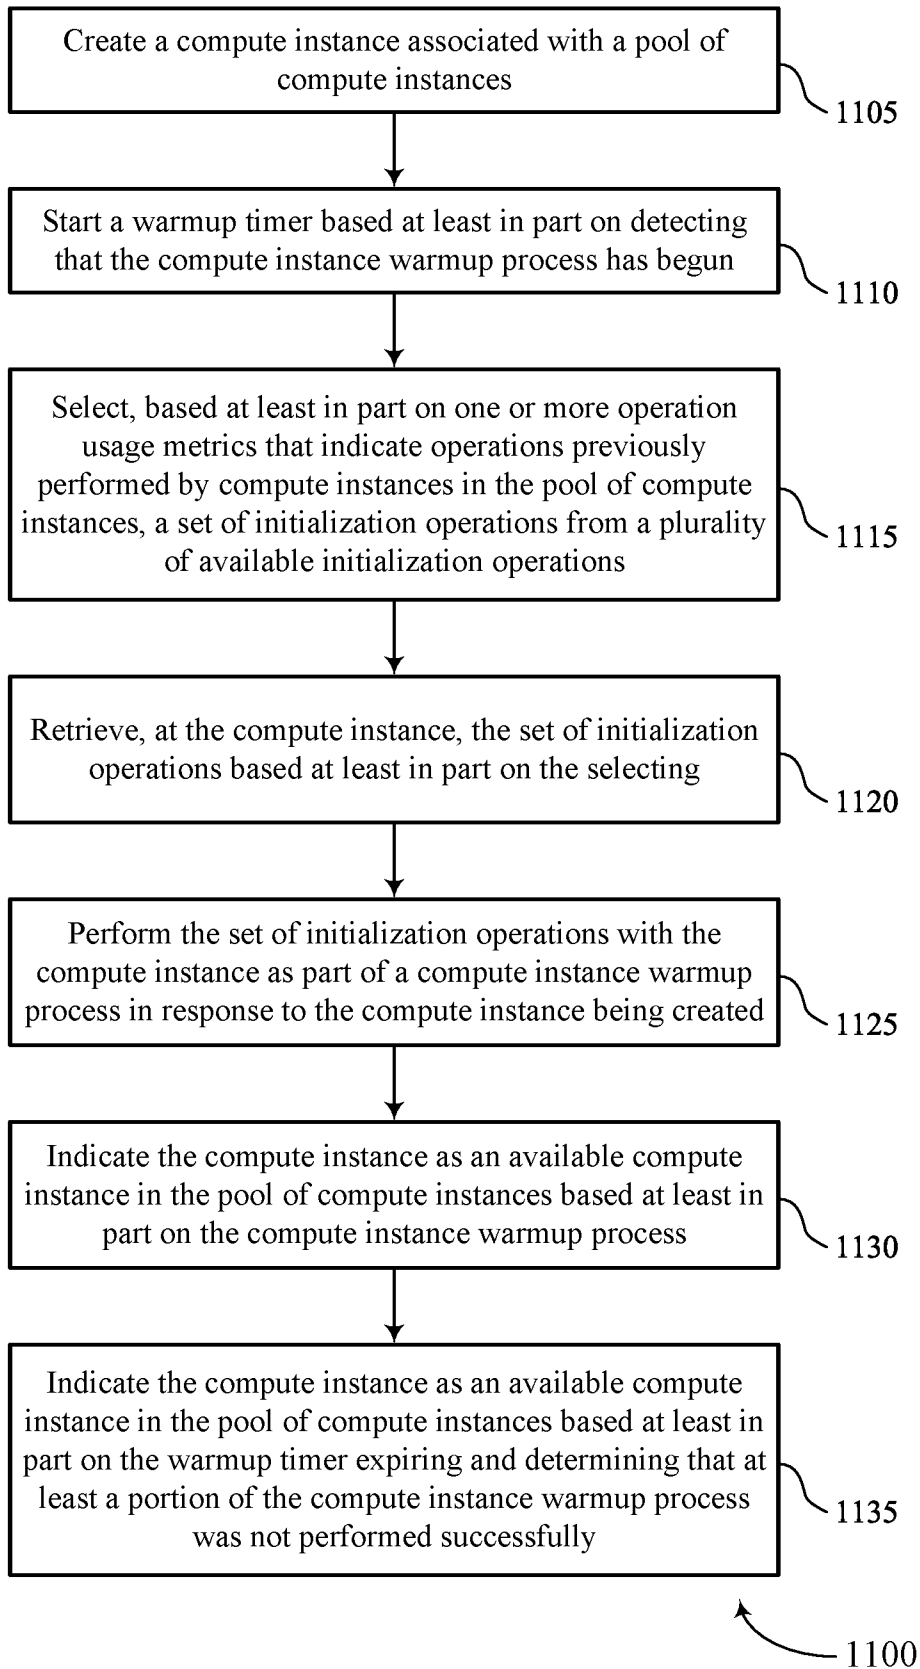 Create a compute instance associated with a pool of
compute instances
1105
Start a warmup timer based at least in part on detecting
that the compute instance warmup process has begun
1110
Select, based at least in part on one or more operation
usage metrics that indicate operations previously
performed by compute instances in the pool of compute
instances, a set of initialization operations from a plurality
of available initialization operations
1115
Retrieve, at the compute instance, the set of initialization
operations based at least in part on the selecting
1120
Perform the set of initialization operations with the
compute instance as part of a compute instance warmup
process in response to the compute instance being created
1125
Indicate the compute instance as an available compute
instance in the pool of compute instances based at least in
part on the compute instance warmup process
1130
Indicate the compute instance as an available compute
instance in the pool of compute instances based at least in
part on the warmup timer expiring and determining that at
least a portion of the compute instance warmup process
was not performed successfully
1135
1100